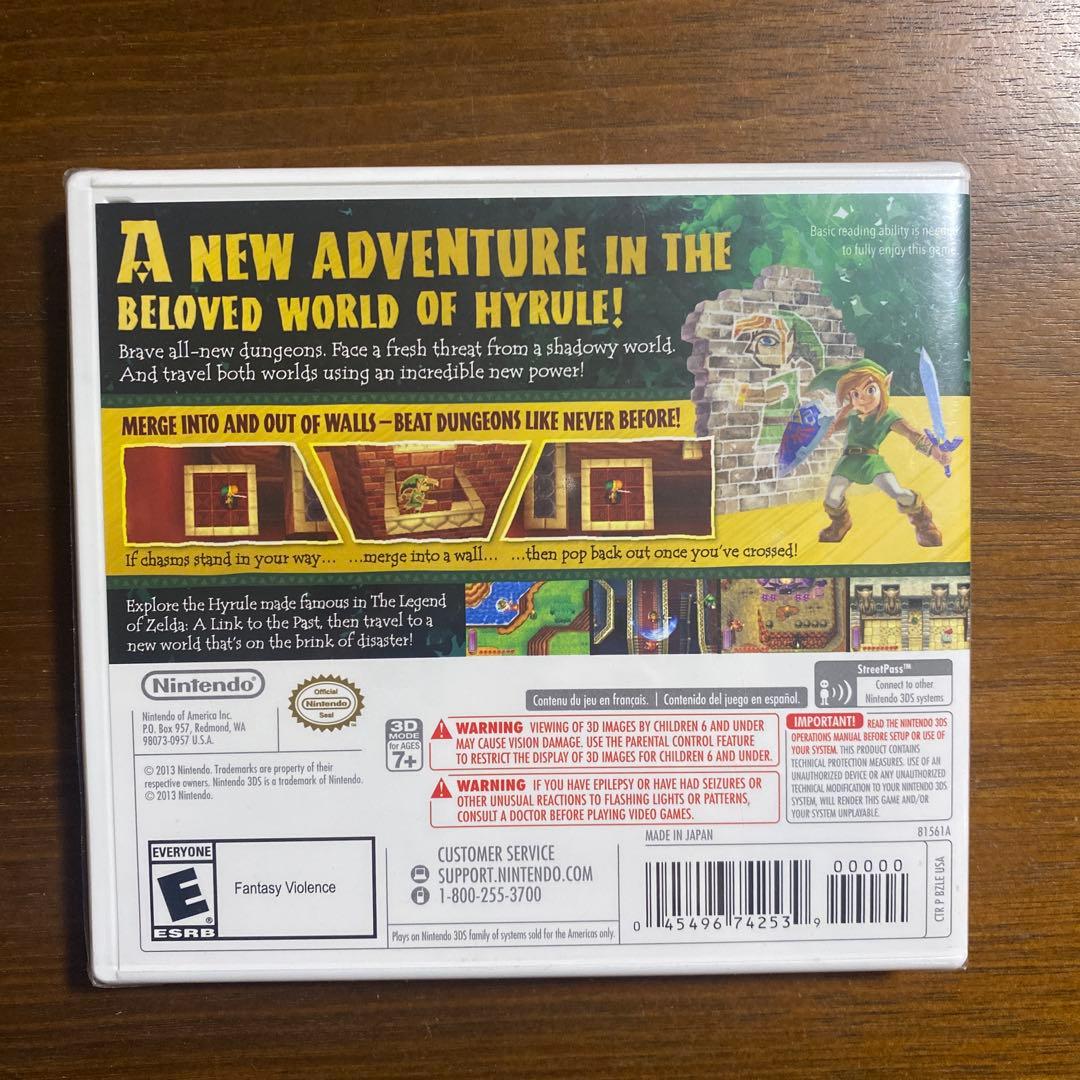 Basic reading ability is needed
to fully enjoy this game
A NEW ADVENTURE IN THE
BELOVED WORLD OF HYRULE!
Brave all-new dungeons. Face a fresh threat from a shadowy world.
And travel both worlds using an incredible new power!
MERGE INTO AND OUT OF WALLS—BEAT DUNGEONS LIKE NEVER BEFORE!
If chasms stand in your way... ...merge into a wall... ...then pop back out once you've crossed!
Explore the Hyrule made famous in The Legend
of Zelda: A Link to the Past, then travel to a
new world that's on the brink of disaster!
Nintendo®
Nintendo of America Inc.
P.O. Box 957, Redmond, WA
98073-0957 U.S.A.
Official
Nintendo
Seal
Contenu du jeu en français. | Contenido del juego en español.
StreetPass™
Connect to other
Nintendo 3DS systems
© 2013 Nintendo. Trademarks are property of their
respective owners. Nintendo 3DS is a trademark of Nintendo.
© 2013 Nintendo.
3D
MODE
for AGES
7+
WARNING VIEWING OF 3D IMAGES BY CHILDREN 6 AND UNDER
MAY CAUSE VISION DAMAGE. USE THE PARENTAL CONTROL FEATURE
TO RESTRICT THE DISPLAY OF 3D IMAGES FOR CHILDREN 6 AND UNDER.
WARNING IF YOU HAVE EPILEPSY OR HAVE HAD SEIZURES OR
OTHER UNUSUAL REACTIONS TO FLASHING LIGHTS OR PATTERNS,
CONSULT A DOCTOR BEFORE PLAYING VIDEO GAMES.
IMPORTANT! READ THE NINTENDO 3DS
OPERATIONS MANUAL BEFORE SETUP OR USE OF
YOUR SYSTEM. THIS PRODUCT CONTAINS
TECHNICAL PROTECTION MEASURES. USE OF AN
UNAUTHORIZED DEVICE OR ANY UNAUTHORIZED
TECHNICAL MODIFICATION TO YOUR NINTENDO 3DS
SYSTEM, WILL RENDER THIS GAME AND/OR
YOUR SYSTEM UNPLAYABLE.
MADE IN JAPAN
81561A
EVERYONE
E®
ESRB
Fantasy Violence
CUSTOMER SERVICE
SUPPORT.NINTENDO.COM
1-800-255-3700
Plays on Nintendo 3DS family of systems sold for the Americas only.
0 45496 74253 9
00000
CTR P BZLE USA